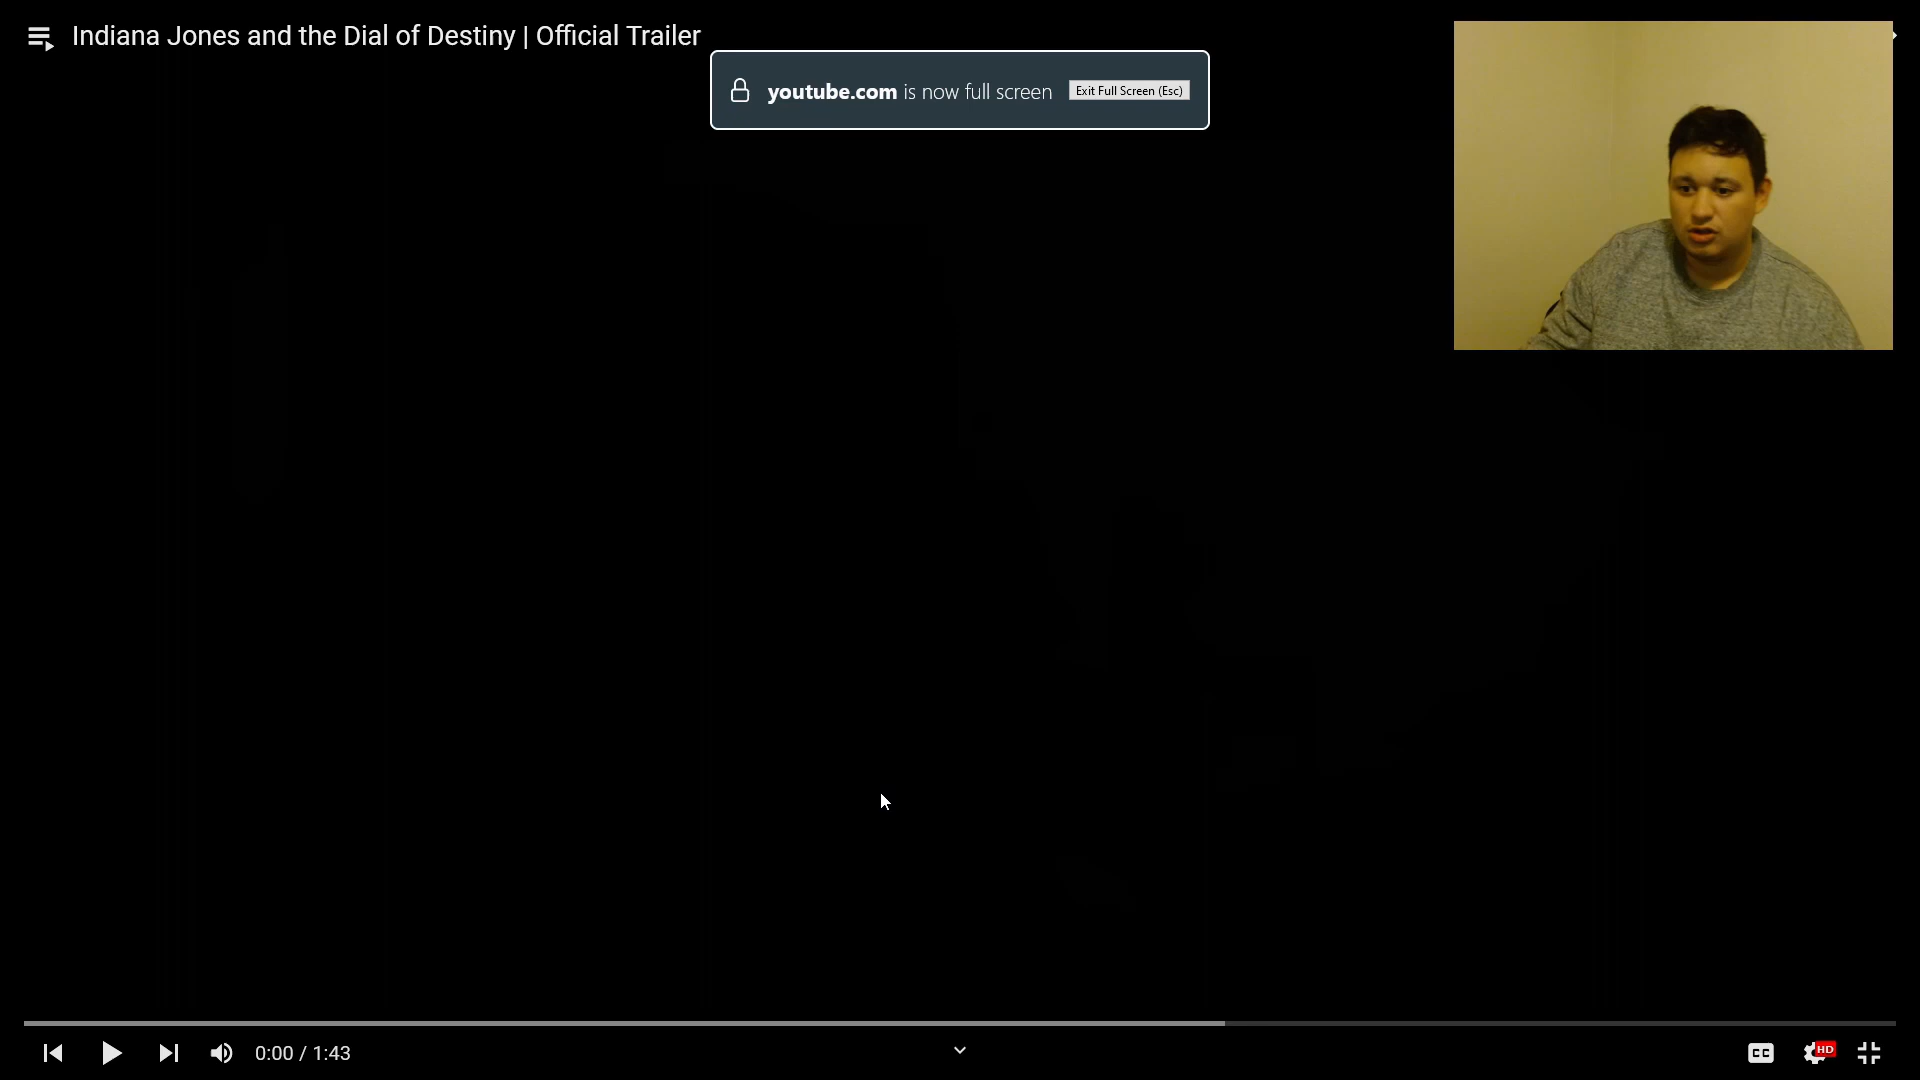 Indiana Jones and the Dial of Destiny | Official Trailer
youtube.com is now full screen
Exit Full Screen (Esc)
0:00 / 1:43
CC
HD